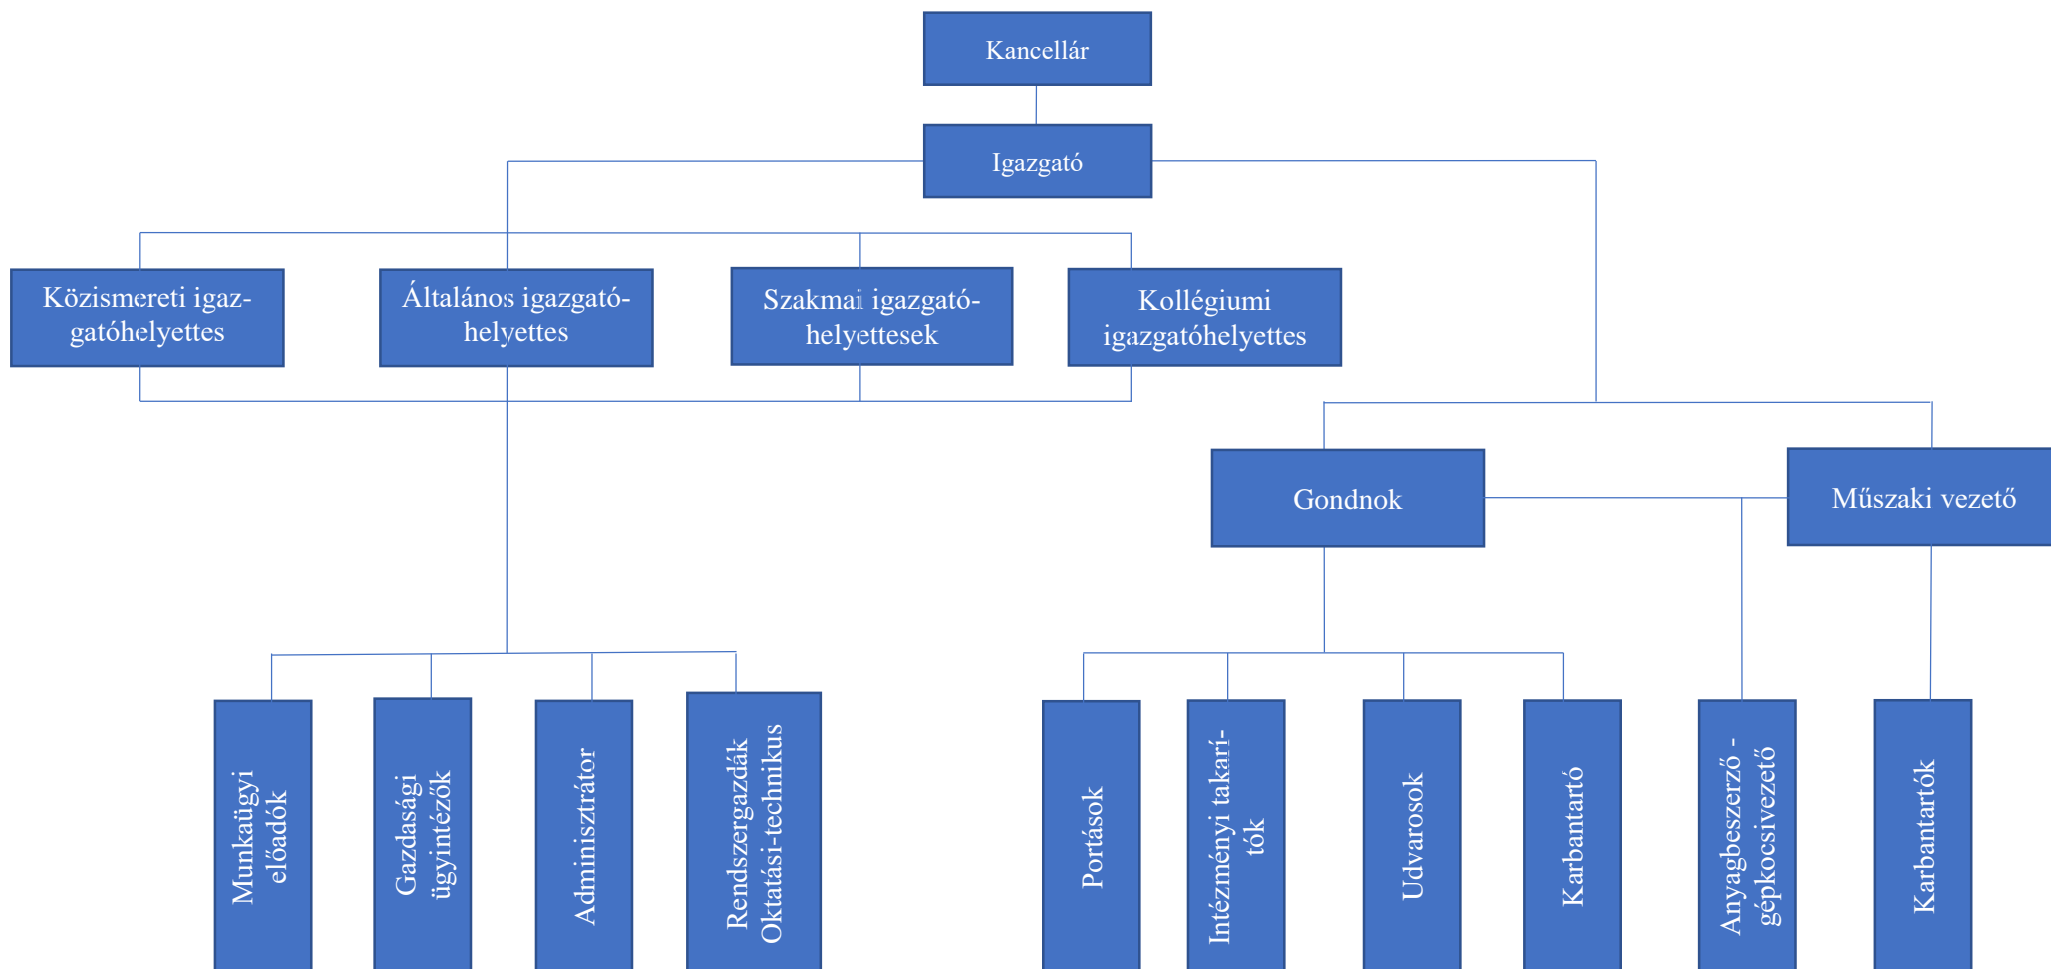 Kancellár
Igazgató
Közismereti igaz-
gatóhelyettes
Általános igazgató-
helyettes
Szakmai igazgató-
helyettesek
Kollégiumi
igazgatóhelyettes
Gondnok
Műszaki vezető
Munkaügyi
előadók
Gazdasági
ügyintézők
Adminisztrátor
Rendszergazdák
Oktatási-technikus
Portások
Intézményi takarí-
tók
Udvarosok
Karbantartó
Anyagbeszerző -
gépkocsivezető
Karbantartók